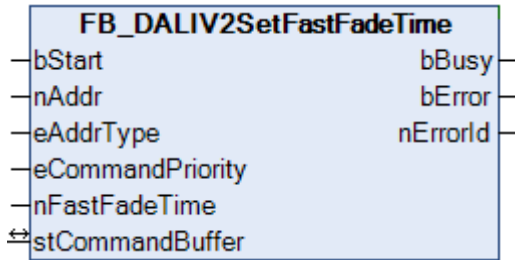 FB_DALIV2SetFastFadeTime
bStart bBusy
nAddr bError
eAddrType nErrorId
eCommandPriority
nFastFadeTime
stCommandBuffer